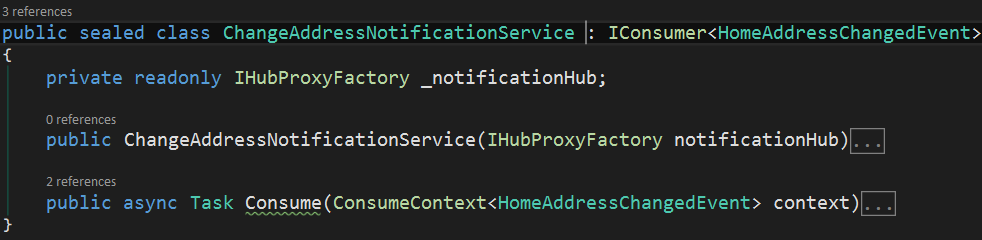 3 references
public sealed class ChangeAddressNotificationService : IConsumer<HomeAddressChangedEvent>
{
private readonly IHubProxyFactory _notificationHub;
0 references
public ChangeAddressNotificationService(IHubProxyFactory notificationHub)...
2 references
public async Task Consume(ConsumeContext<HomeAddressChangedEvent> context)...
}